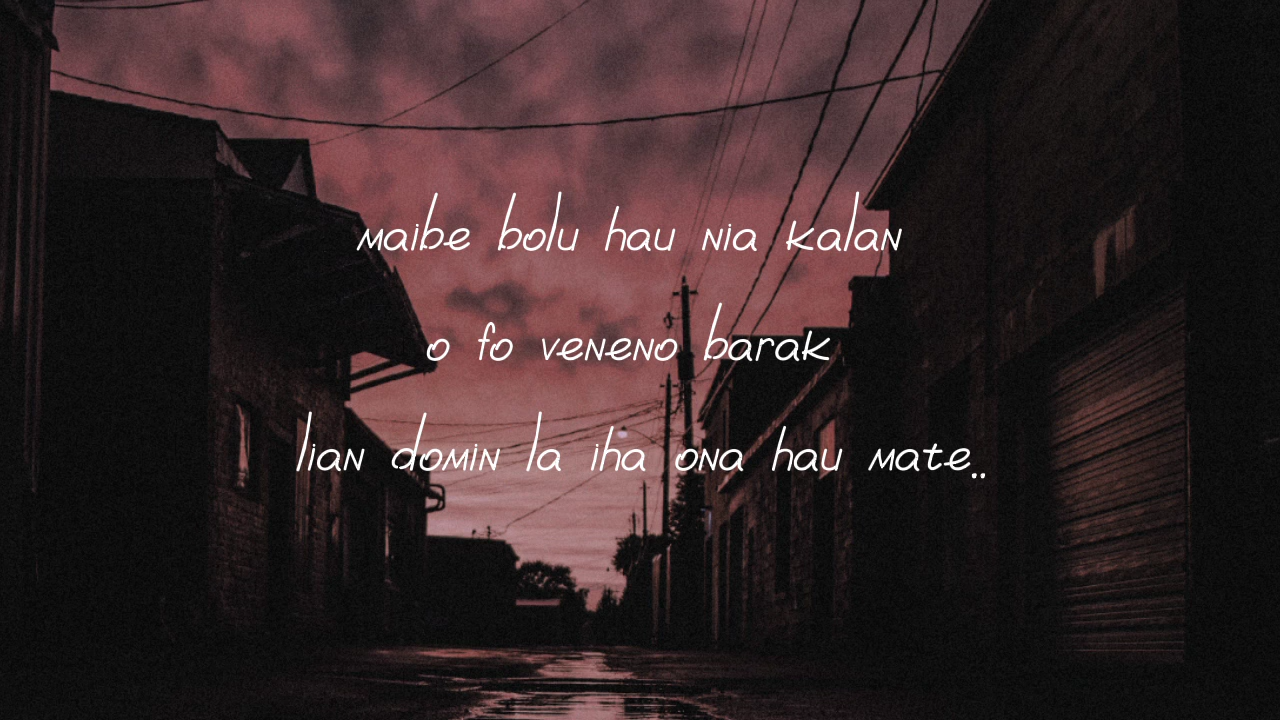 maibe bolu hau nia kalan
o fo veneno barak
lian domin la iha ona hau mate..